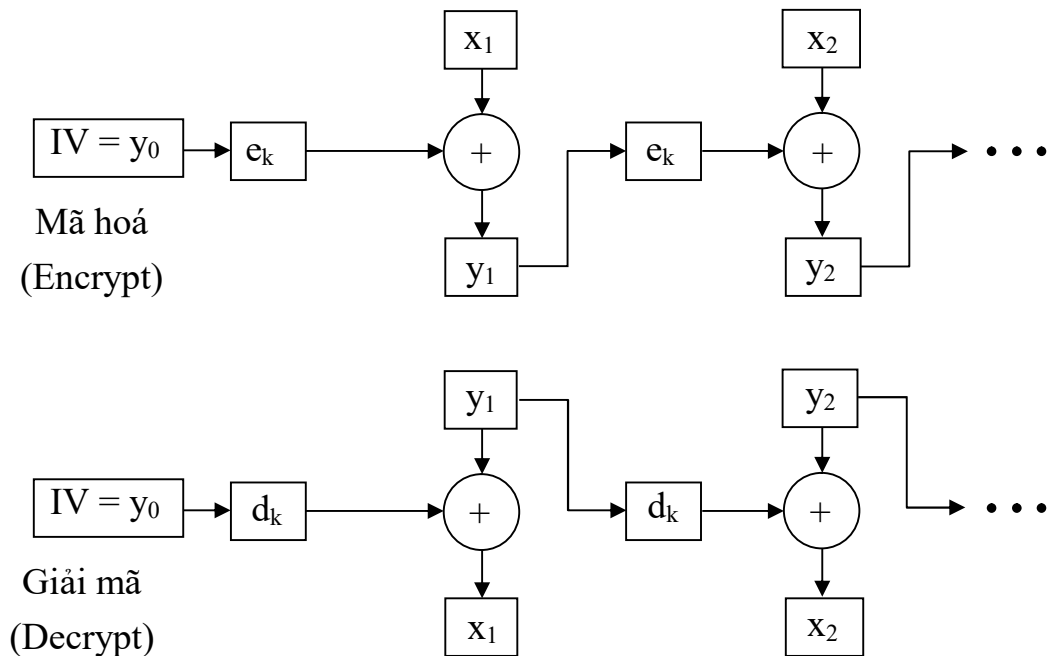 x₁
x₂
IV = y₀
eₖ
+
eₖ
+
• • •
Mã hoá
(Encrypt)
y₁
y₂
y₁
y₂
IV = y₀
dₖ
+
dₖ
+
• • •
Giải mã
(Decrypt)
x₁
x₂